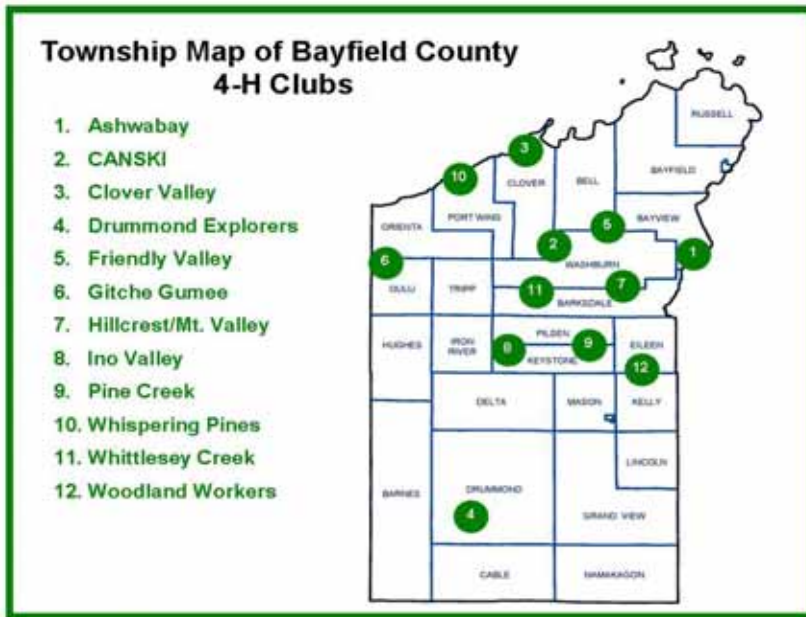 Township Map of Bayfield County
4-H Clubs
1. Ashwabay
2. CANSKI
3. Clover Valley
4. Drummond Explorers
5. Friendly Valley
6. Gitche Gumee
7. Hillcrest/Mt. Valley
8. Ino Valley
9. Pine Creek
10. Whispering Pines
11. Whittlesey Creek
12. Woodland Workers
RUSSELL
3
BAYFIELD
10
CLOVER
BELL
ORIENTA
PORT WING
BAYVIEW
5
2
1
6
WASHBURN
OULU
TRIPP
11
7
BARKSDALE
HUGHES
IRON
RIVER
PILSEN
EILEEN
8
9
KEYSTONE
12
DELTA
MASON
KELLY
LINCOLN
BARNES
DRUMMOND
4
GRAND VIEW
CABLE
NAMAKAGON